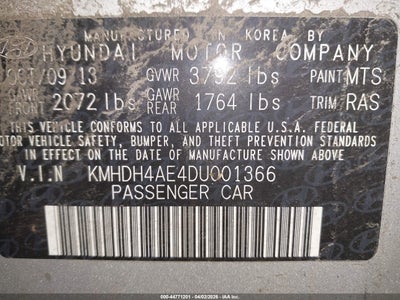 MANUFACTURED IN KOREA BY
HYUNDAI MOTOR COMPANY
OCT/09'13 GVWR 3792 lbs PAINT MTS
GAWR FRONT 2072 lbs GAWR REAR 1764 lbs TRIM RAS
THIS VEHICLE CONFORMS TO ALL APPLICABLE U.S.A. FEDERAL
MOTOR VEHICLE SAFETY, BUMPER, AND THEFT PREVENTION STANDARDS
IN EFFECT ON THE DATE OF MANUFACTURE SHOWN ABOVE.
V.I.N KMHDH4AE4DU001366
PASSENGER CAR
000-44771201 - 04/02/2026 - IAA Inc.